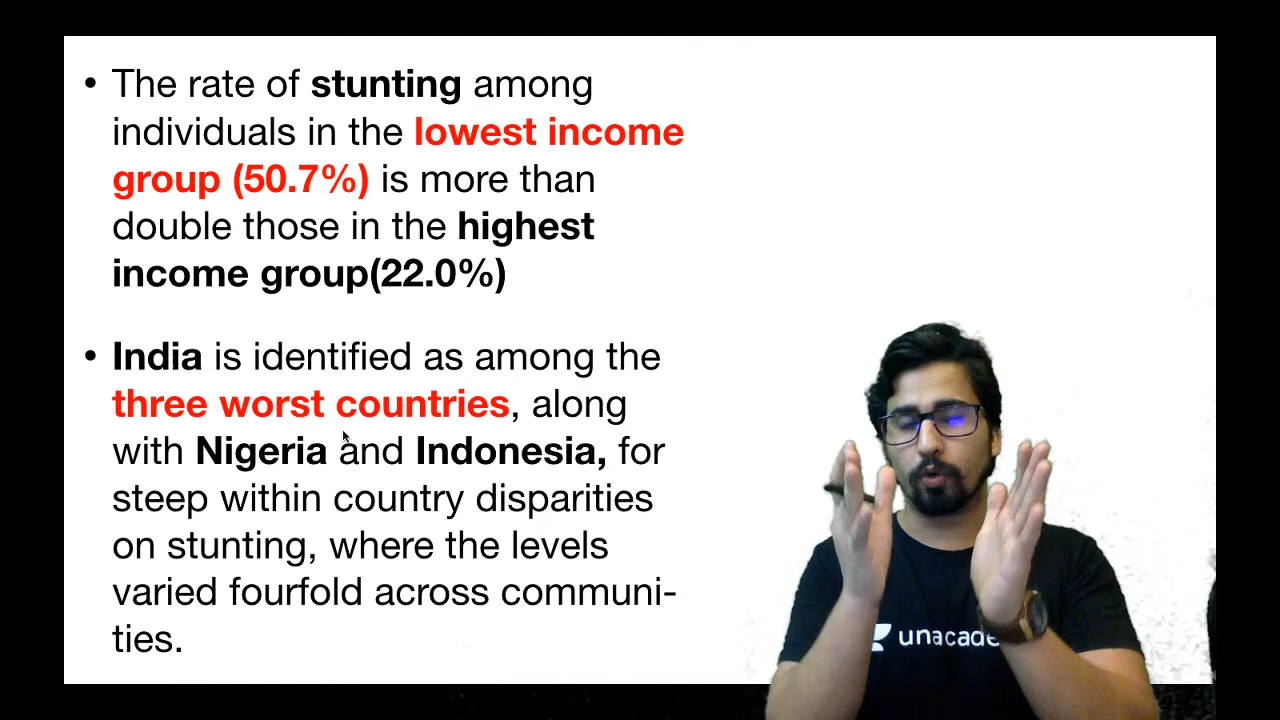 • The rate of stunting among
individuals in the lowest income
group (50.7%) is more than
double those in the highest
income group(22.0%)
• India is identified as among the
three worst countries, along
with Nigeria and Indonesia, for
steep within country disparities
on stunting, where the levels
varied fourfold across communi-
ties.
unacade